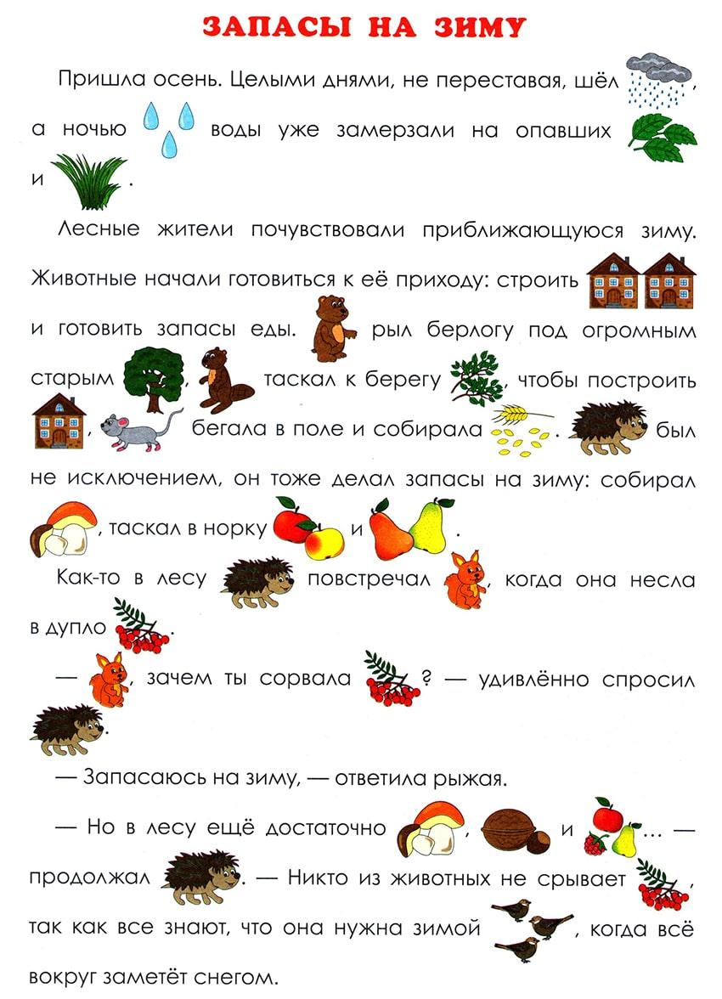 ЗАПАСЫ НА ЗИМУ
Пришла осень. Целыми днями, не переставая, шёл ,
а ночью воды уже замерзали на опавших
и .
Лесные жители почувствовали приближающуюся зиму.
Животные начали готовиться к её приходу: строить
и готовить запасы еды. рыл берлогу под огромным
старым , таскал к берегу , чтобы построить
, бегала в поле и собирала . был
не исключением, он тоже делал запасы на зиму: собирал
, таскал в норку и .
Как-то в лесу повстречал , когда она несла
в дупло .
— , зачем ты сорвала ? — удивлённо спросил
.
— Запасаюсь на зиму, — ответила рыжая.
— Но в лесу ещё достаточно , и ... —
продолжал . — Никто из животных не срывает ,
так как все знают, что она нужна зимой , когда всё
вокруг заметёт снегом.